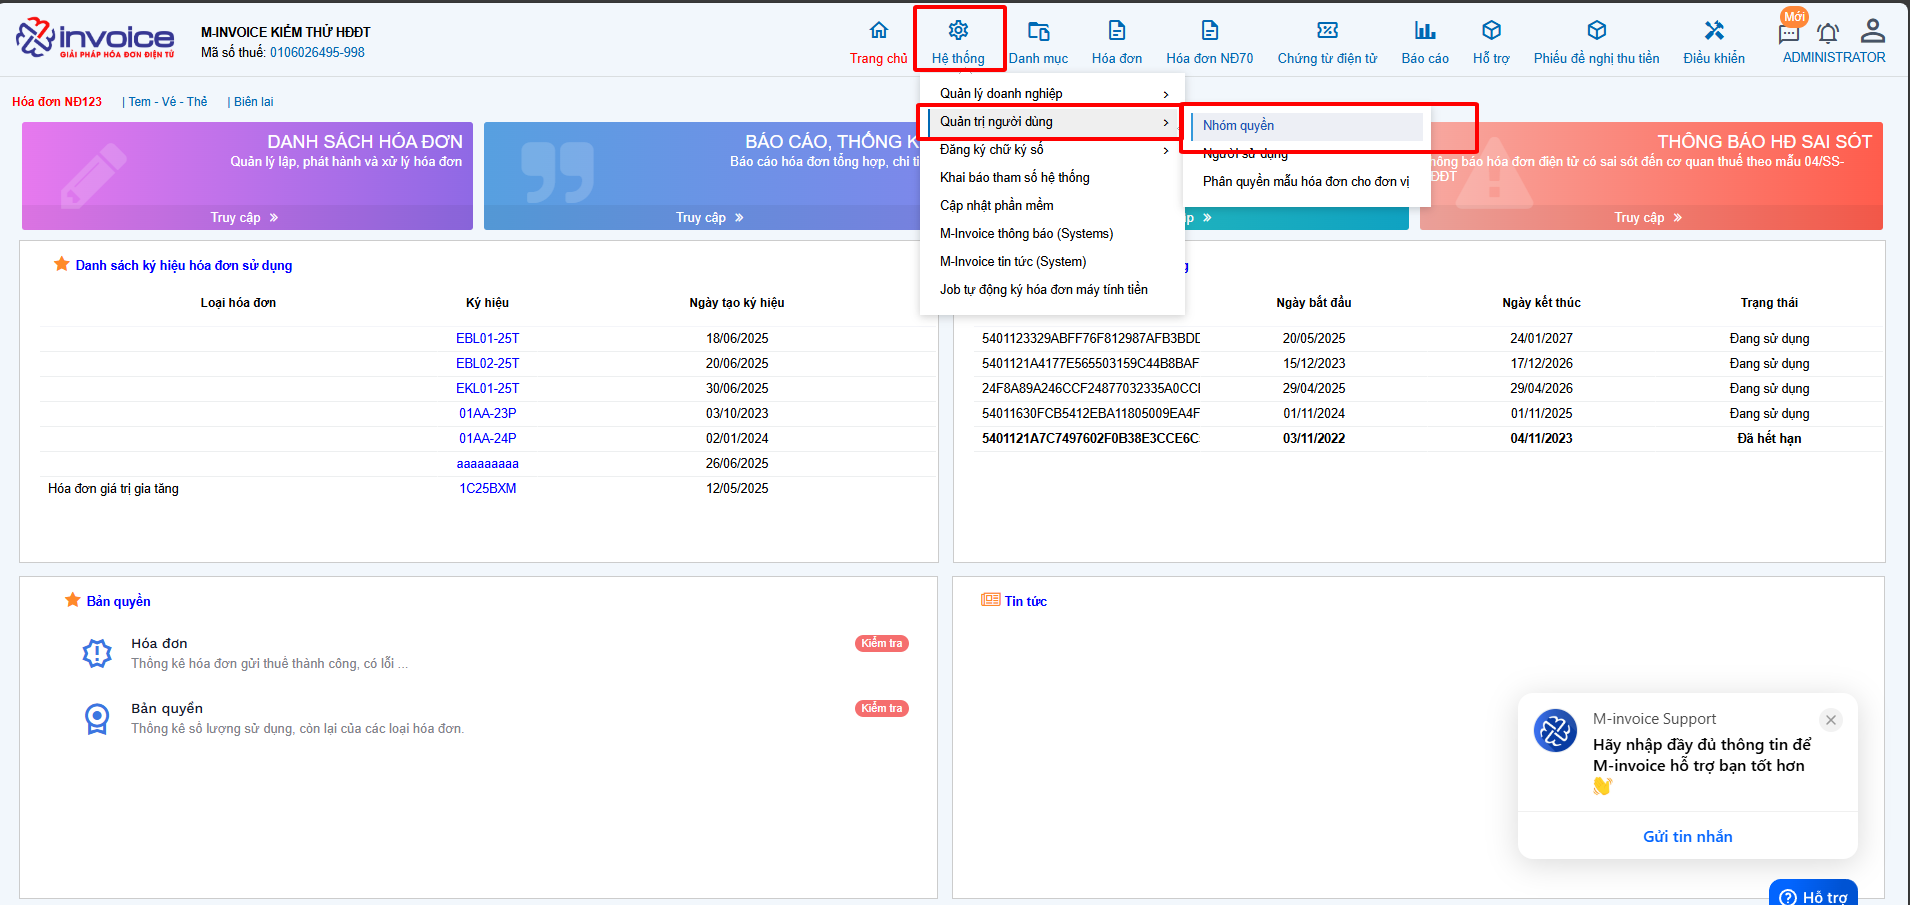 invoice
GIẢI PHÁP HÓA ĐƠN ĐIỆN TỬ
M-INVOICE KIỂM THỬ HĐĐT
Mã số thuế: 0106026495-998
Trang chủ
Hệ thống
Danh mục
Hóa đơn
Hóa đơn NĐ70
Chứng từ điện tử
Báo cáo
Hỗ trợ
Phiếu đề nghị thu tiền
Điều khiển
Mới
ADMINISTRATOR
Hóa đơn NĐ123 | Tem - Vé - Thẻ | Biên lai
Quản lý doanh nghiệp
Quản trị người dùng
Đăng ký chữ ký số
Khai báo tham số hệ thống
Cập nhật phần mềm
M-Invoice thông báo (Systems)
M-Invoice tin tức (System)
Job tự động ký hóa đơn máy tính tiền
Nhóm quyền
Người sử dụng
Phân quyền mẫu hóa đơn cho đơn vị
DANH SÁCH HÓA ĐƠN
Quản lý lập, phát hành và xử lý hóa đơn
Truy cập »
BÁO CÁO, THỐNG K
Báo cáo hóa đơn tổng hợp, chi ti
Truy cập »
ập »
THÔNG BÁO HĐ SAI SÓT
hông báo hóa đơn điện tử có sai sót đến cơ quan thuế theo mẫu 04/SS-
ĐĐT
Truy cập »
Danh sách ký hiệu hóa đơn sử dụng
Loại hóa đơn Ký hiệu Ngày tạo ký hiệu
EBL01-25T 18/06/2025
EBL02-25T 20/06/2025
EKL01-25T 30/06/2025
01AA-23P 03/10/2023
01AA-24P 02/01/2024
aaaaaaaaa 26/06/2025
Hóa đơn giá trị gia tăng 1C25BXM 12/05/2025
g
Ngày bắt đầu Ngày kết thúc Trạng thái
5401123329ABFF76F812987AFB3BDD 20/05/2025 24/01/2027 Đang sử dụng
5401121A4177E565503159C44B8BAF 15/12/2023 17/12/2026 Đang sử dụng
24F8A89A246CCF24877032335A0CCI 29/04/2025 29/04/2026 Đang sử dụng
54011630FCB5412EBA11805009EA4F 01/11/2024 01/11/2025 Đang sử dụng
5401121A7C7497602F0B38E3CCE6C 03/11/2022 04/11/2023 Đã hết hạn
Bản quyền
Hóa đơn
Thống kê hóa đơn gửi thuế thành công, có lỗi ...
Kiểm tra
Bản quyền
Thống kê số lượng sử dụng, còn lại của các loại hóa đơn.
Kiểm tra
Tin tức
M-invoice Support
Hãy nhập đầy đủ thông tin để
M-invoice hỗ trợ bạn tốt hơn
👋
Gửi tin nhắn
Hỗ trợ